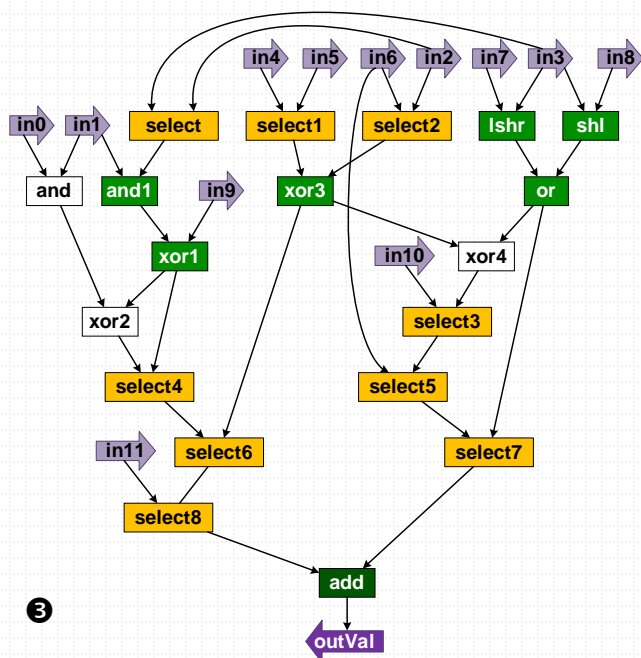 in4 in5 in6 in2 in7 in3 in8
in0 in1 select select1 select2 lshr shl
and and1 in9 xor3 or
xor1 in10 xor4
xor2 select3
select4 select5
in11 select6 select7
select8
add
❸
outVal